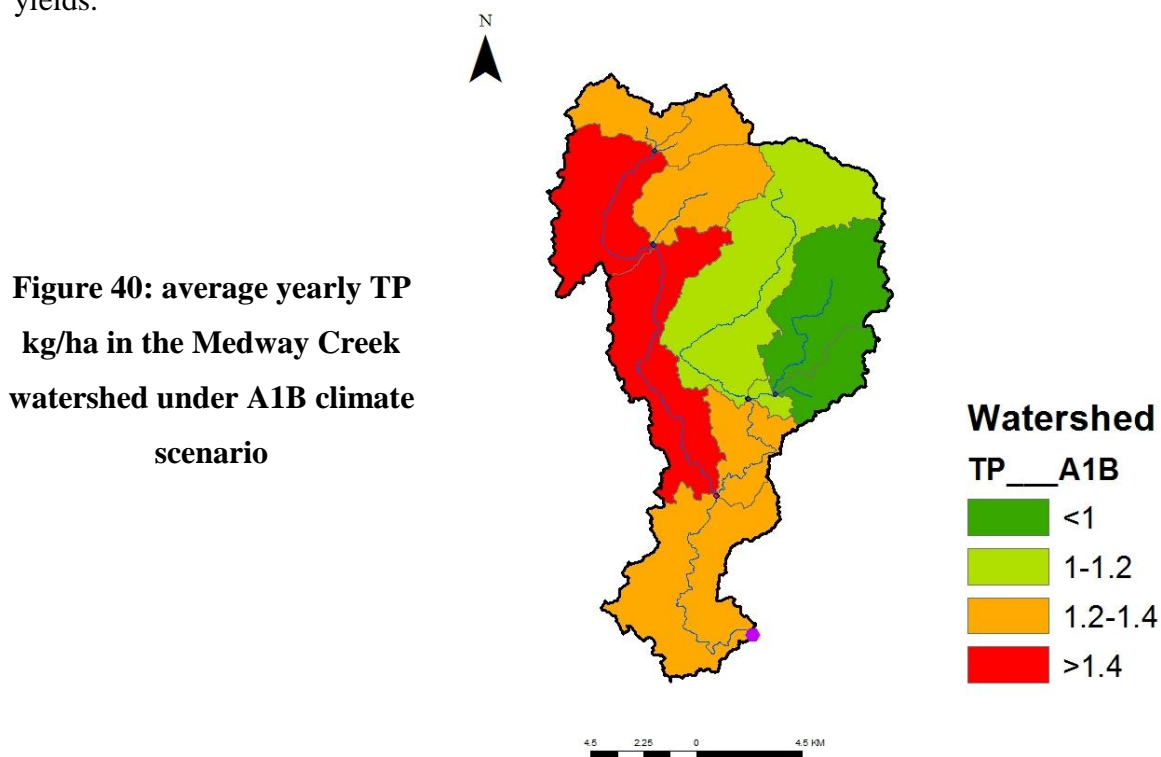 yields.
N
Figure 40: average yearly TP
kg/ha in the Medway Creek
watershed under A1B climate
scenario
Watershed
TP___A1B
<1
1-1.2
1.2-1.4
>1.4
4.5 2.25 0 4.5 KM